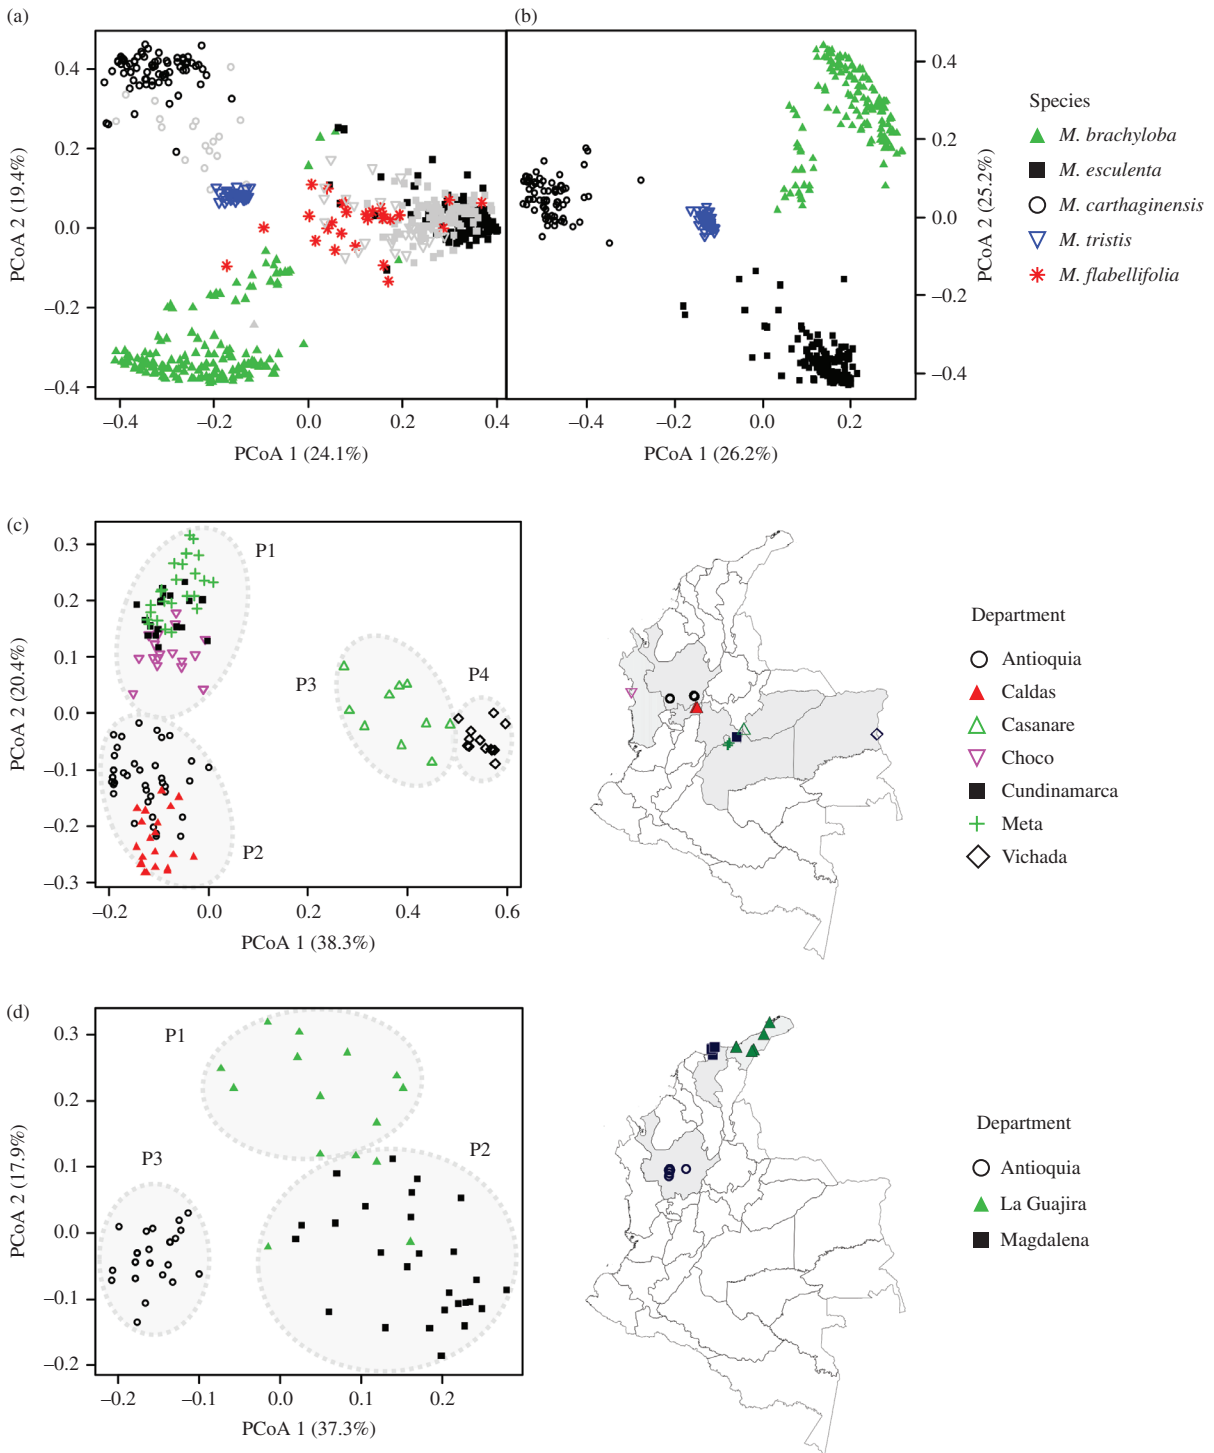 (a)
(b)
0.4
0.2
0.0
−0.2
−0.4
PCoA 2 (19.4%)
−0.4
−0.2
0.0
0.2
0.4
PCoA 1 (24.1%)
0.4
0.2
0.0
−0.2
−0.4
PCoA 2 (25.2%)
−0.4
−0.2
0.0
0.2
PCoA 1 (26.2%)
Species
M. brachyloba
M. esculenta
M. carthaginensis
M. tristis
M. flabellifolia
(c)
0.3
0.2
0.1
0.0
−0.1
−0.2
−0.3
PCoA 2 (20.4%)
P1
P3
P4
P2
−0.2
0.0
0.2
0.4
0.6
PCoA 1 (38.3%)
Department
Antioquia
Caldas
Casanare
Choco
Cundinamarca
Meta
Vichada
(d)
0.3
0.2
0.1
0.0
−0.1
−0.2
PCoA 2 (17.9%)
P1
P2
P3
−0.2
−0.1
0.0
0.1
0.2
PCoA 1 (37.3%)
Department
Antioquia
La Guajira
Magdalena